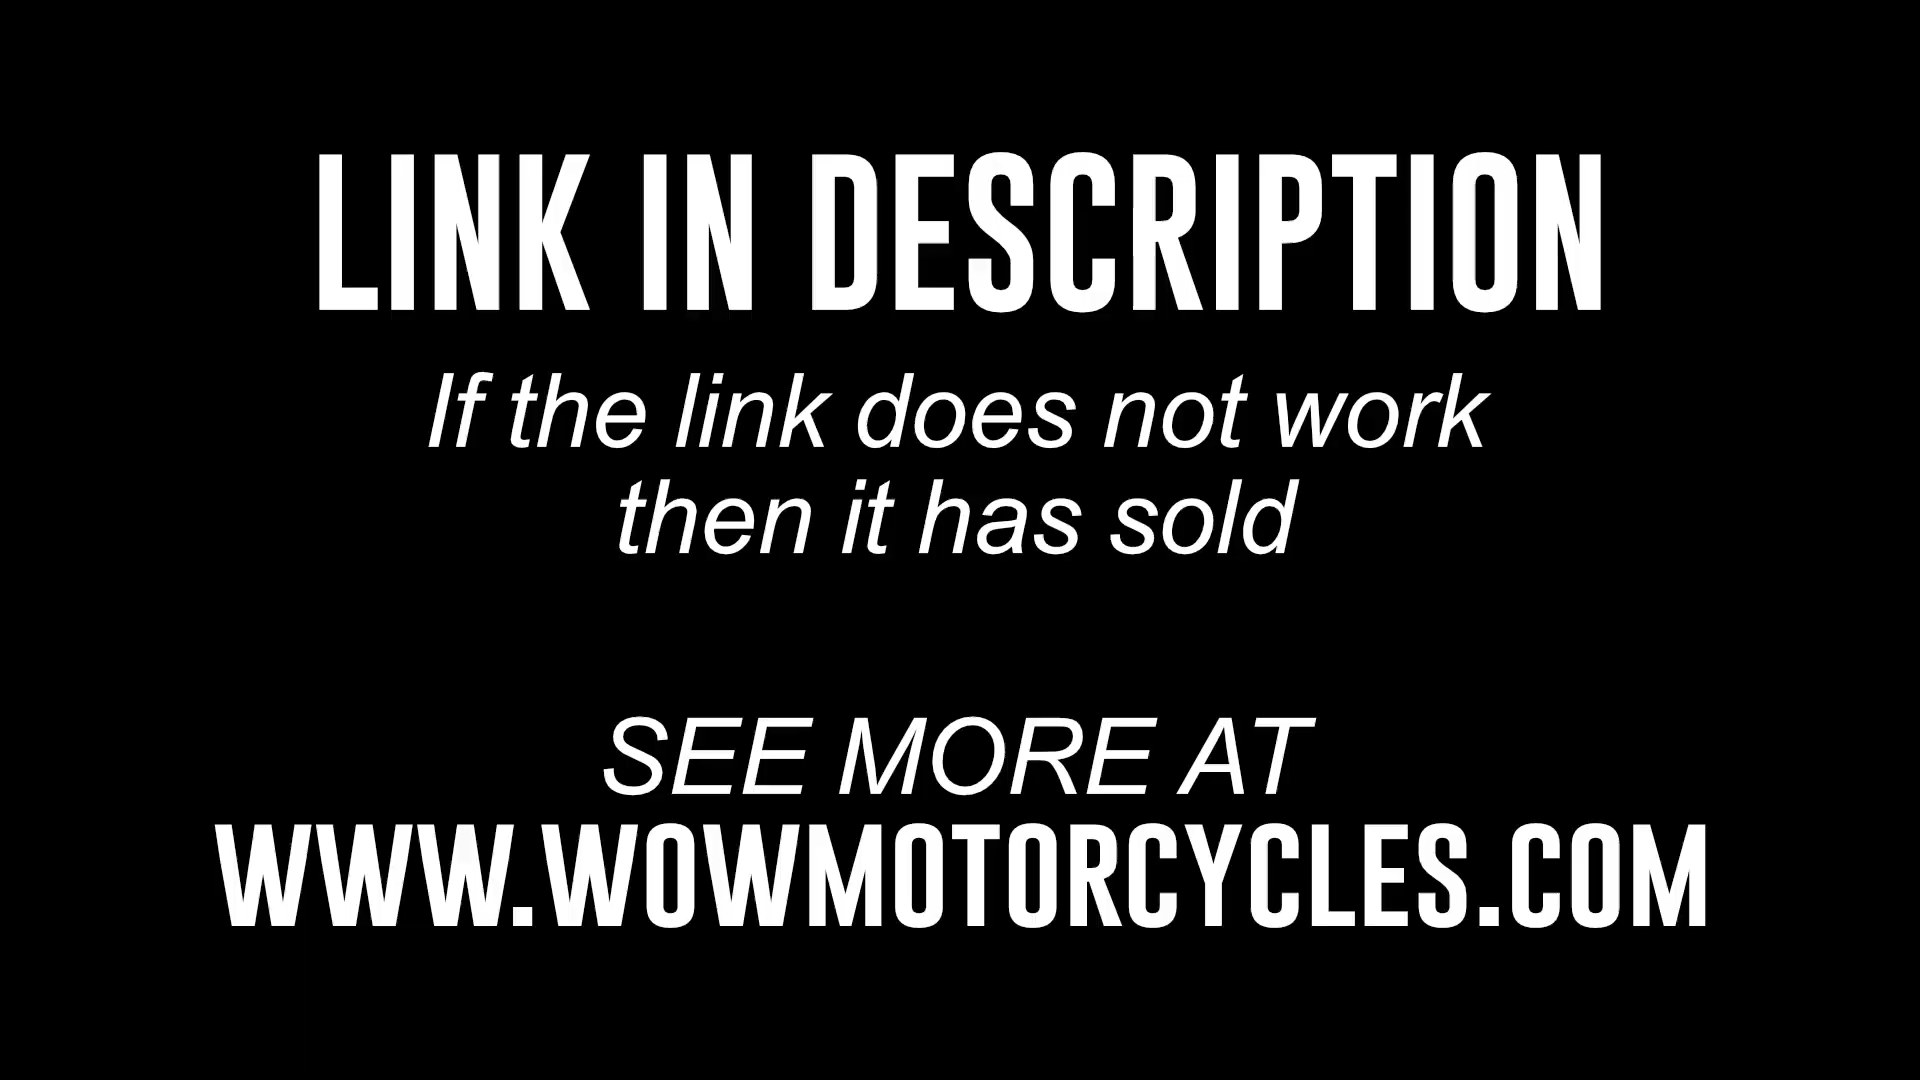 LINK IN DESCRIPTION
If the link does not work
then it has sold
SEE MORE AT
WWW.WOWMOTORCYCLES.COM